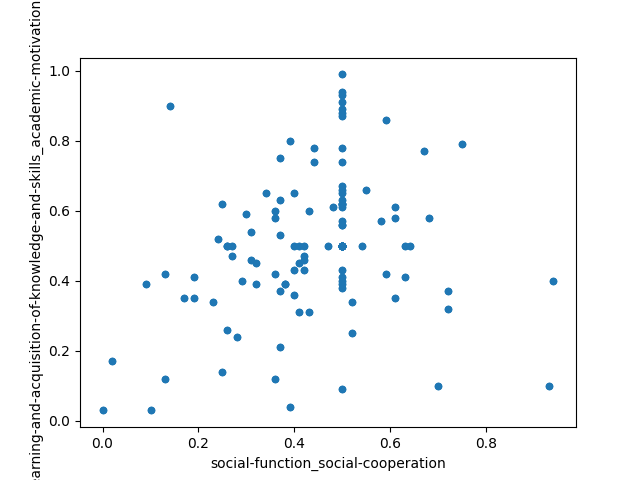 earning-and-acquisition-of-knowledge-and-skills_academic-motivation
1.0
0.8
0.6
0.4
0.2
0.0
0.0 0.2 0.4 0.6 0.8
social-function_social-cooperation